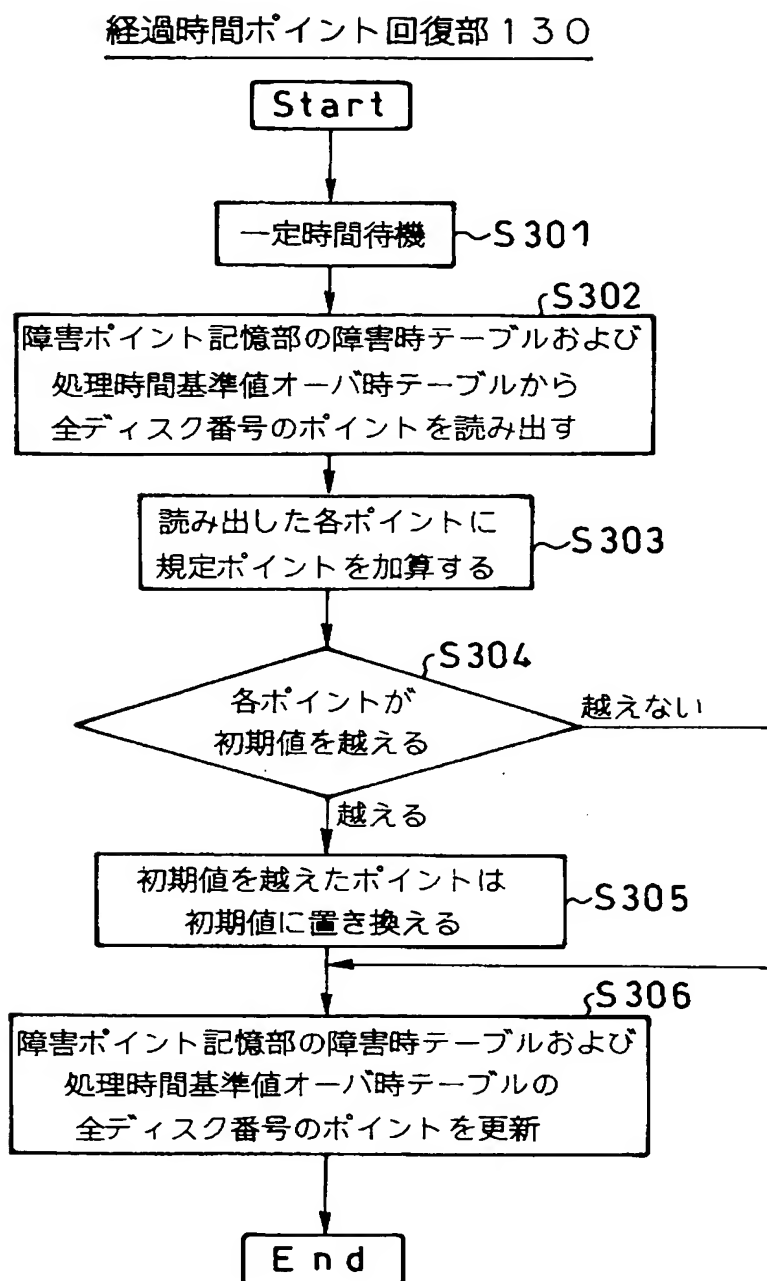 経過時間ポイント回復部130
Start
一定時間待機
S301
S302
障害ポイント記憶部の障害時テーブルおよび
処理時間基準値オーバ時テーブルから
全ディスク番号のポイントを読み出す
読み出した各ポイントに
規定ポイントを加算する
S303
S304
各ポイントが
初期値を越える
越えない
越える
初期値を越えたポイントは
初期値に置き換える
S305
S306
障害ポイント記憶部の障害時テーブルおよび
処理時間基準値オーバ時テーブルの
全ディスク番号のポイントを更新
End